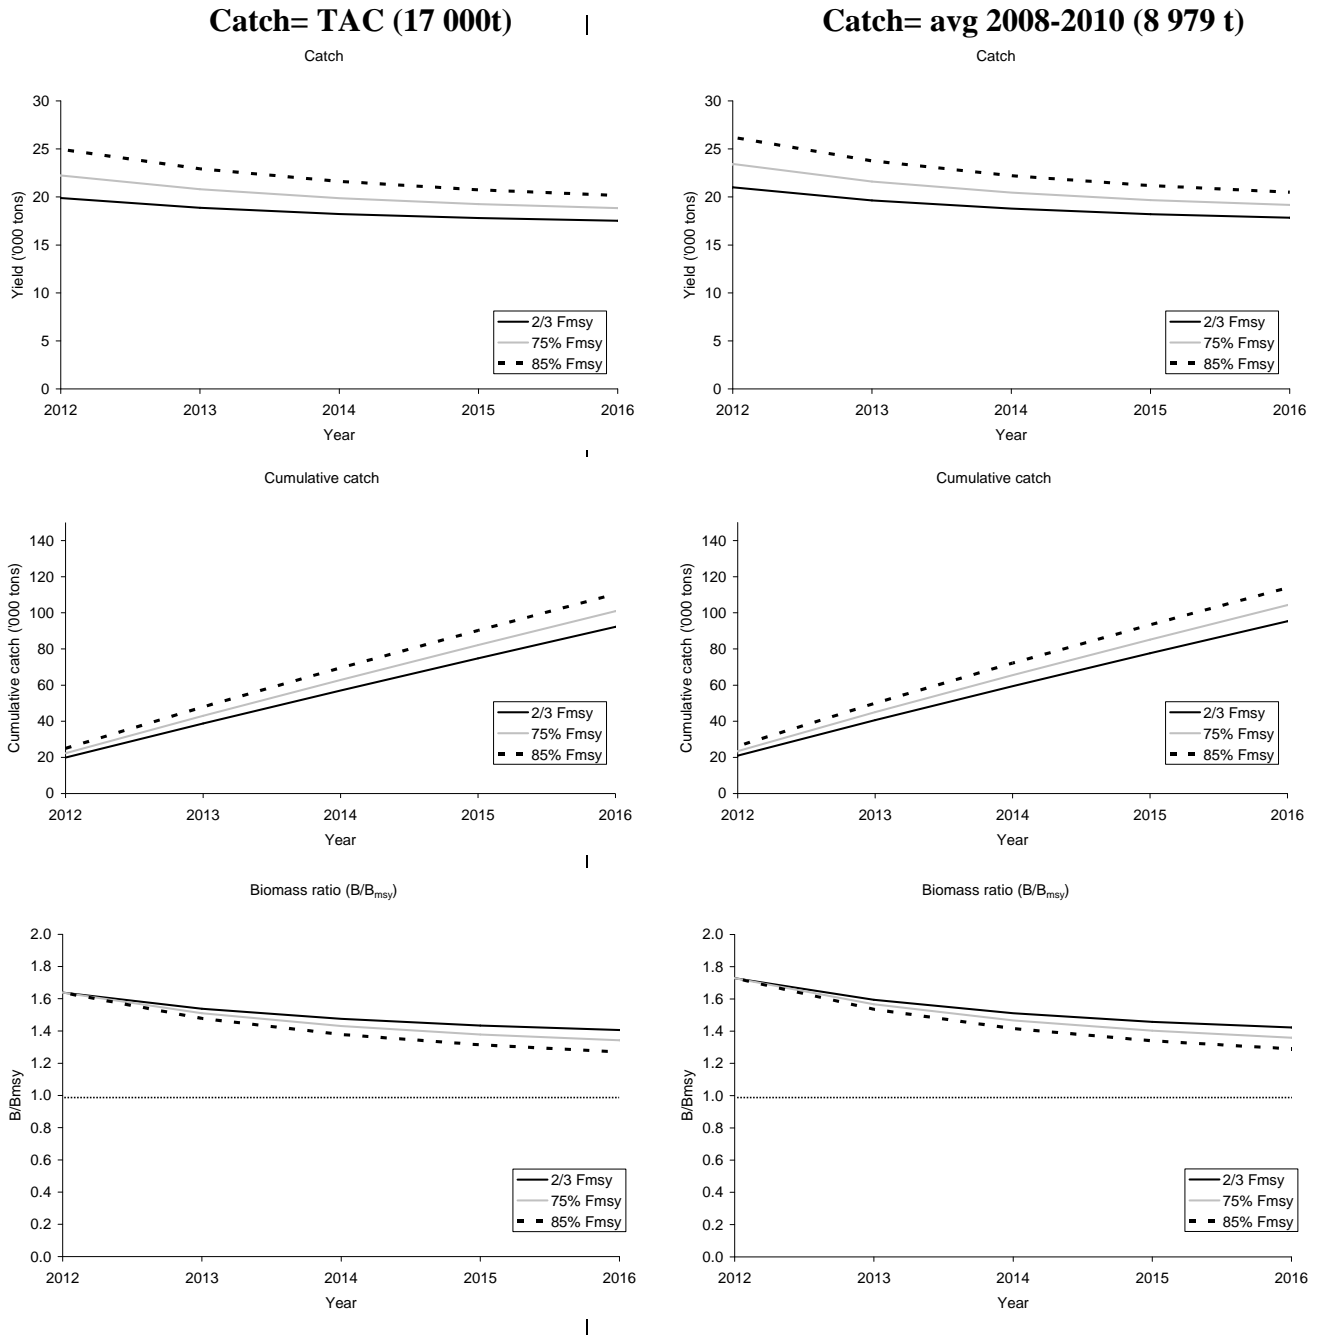 Catch= TAC (17 000t)
Catch
Yield ('000 tons)
30
25
20
15
10
5
0
2012 2013 2014 2015 2016
Year
2/3 Fmsy
75% Fmsy
85% Fmsy
Catch= avg 2008-2010 (8 979 t)
Catch
Yield ('000 tons)
30
25
20
15
10
5
0
2012 2013 2014 2015 2016
Year
2/3 Fmsy
75% Fmsy
85% Fmsy
Cumulative catch
Cumulative catch ('000 tons)
140
120
100
80
60
40
20
0
2012 2013 2014 2015 2016
Year
2/3 Fmsy
75% Fmsy
85% Fmsy
Cumulative catch
Cumulative catch ('000 tons)
140
120
100
80
60
40
20
0
2012 2013 2014 2015 2016
Year
2/3 Fmsy
75% Fmsy
85% Fmsy
Biomass ratio (B/Bmsy)
B/Bmsy
2.0
1.8
1.6
1.4
1.2
1.0
0.8
0.6
0.4
0.2
0.0
2012 2013 2014 2015 2016
Year
2/3 Fmsy
75% Fmsy
85% Fmsy
Biomass ratio (B/Bmsy)
B/Bmsy
2.0
1.8
1.6
1.4
1.2
1.0
0.8
0.6
0.4
0.2
0.0
2012 2013 2014 2015 2016
Year
2/3 Fmsy
75% Fmsy
85% Fmsy